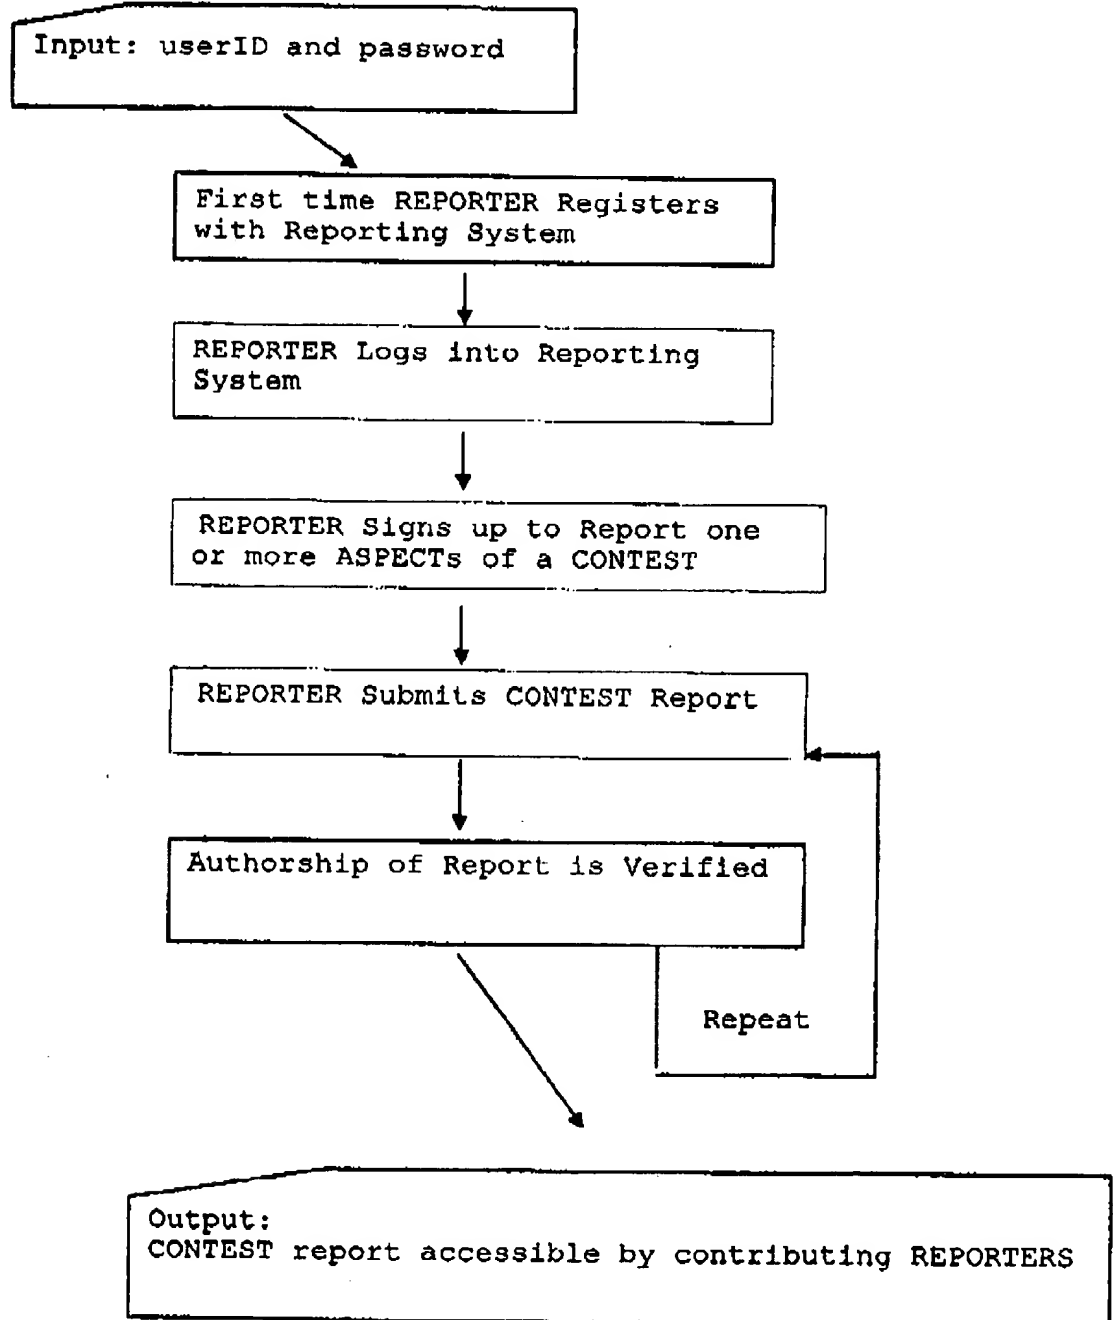 Input: userID and password
First time REPORTER Registers
with Reporting System
REPORTER Logs into Reporting
System
REPORTER Signs up to Report one
or more ASPECTs of a CONTEST
REPORTER Submits CONTEST Report
Authorship of Report is Verified
Repeat
Output:
CONTEST report accessible by contributing REPORTERS